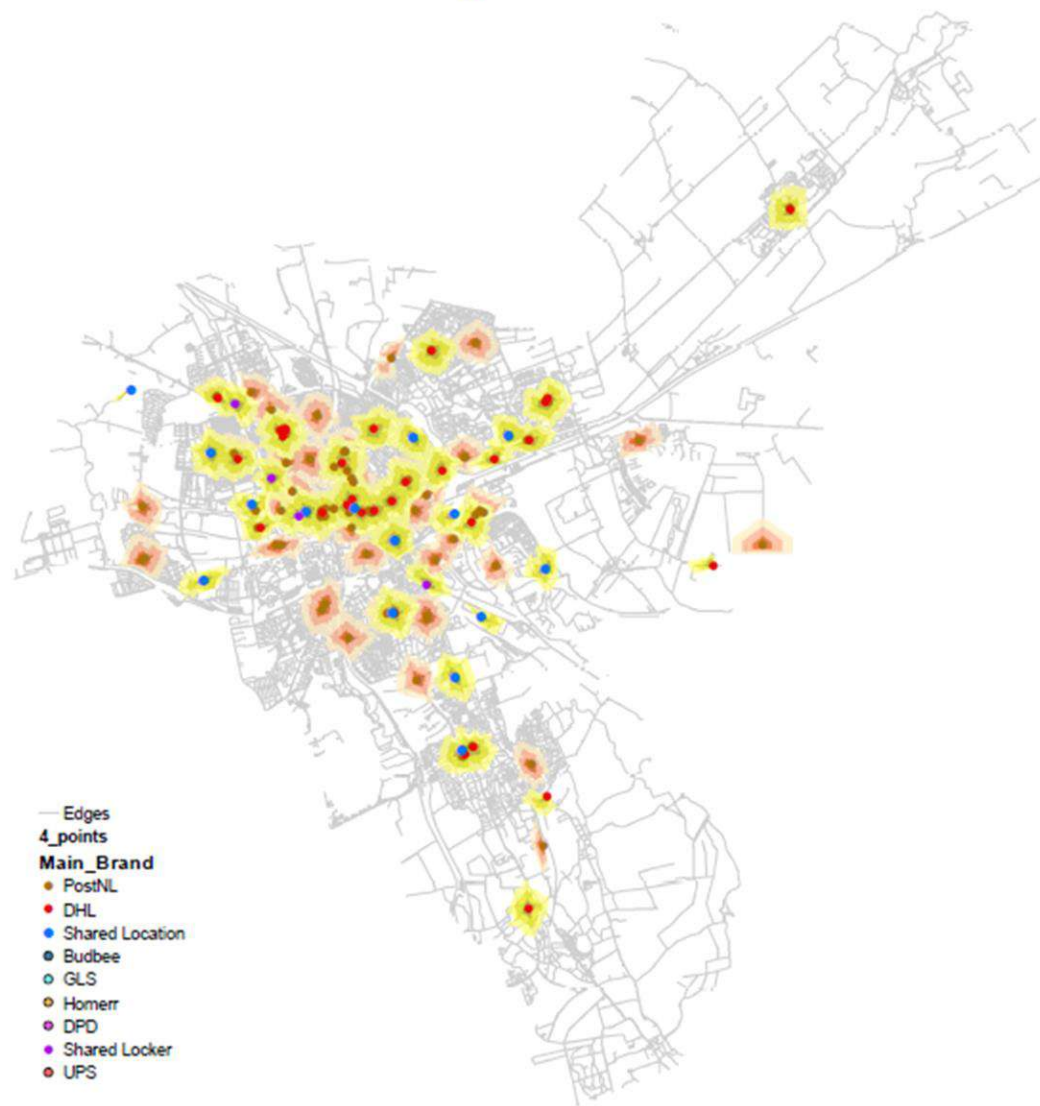 Edges
4_points
Main_Brand
PostNL
DHL
Shared Location
Budbee
GLS
Homerr
DPD
Shared Locker
UPS